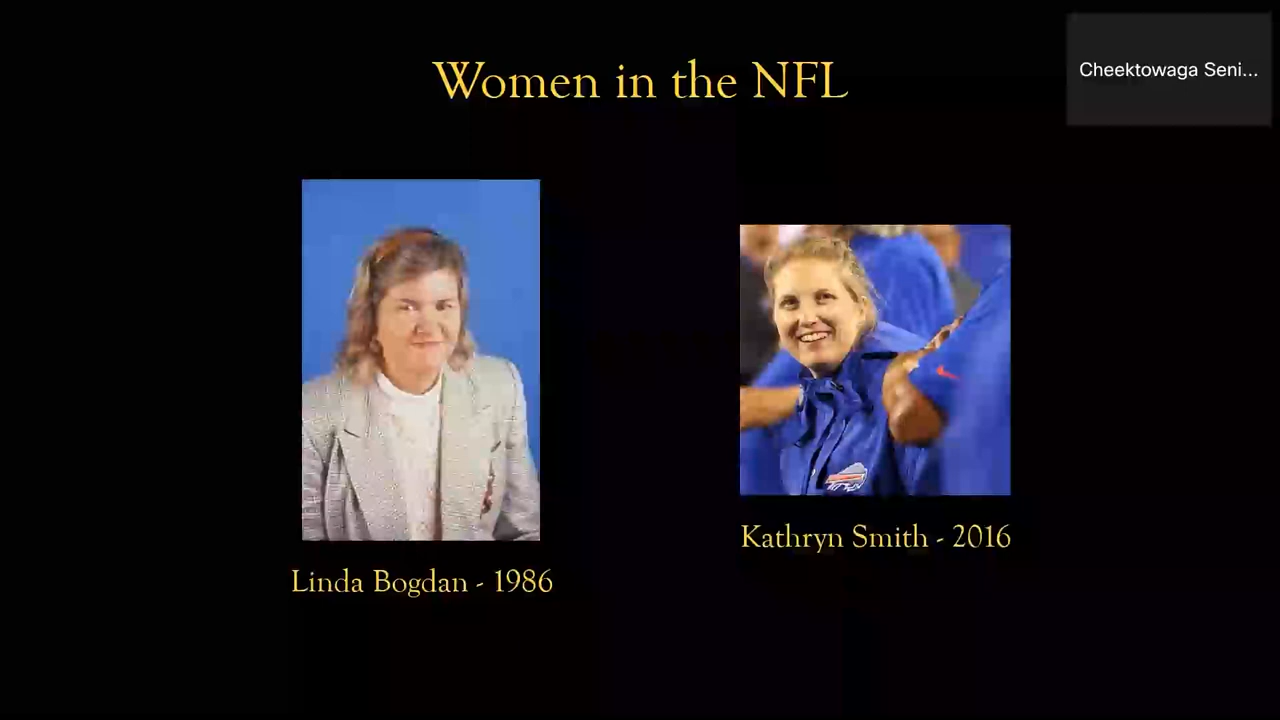 Women in the NFL
Cheektowaga Seni...
Kathryn Smith - 2016
Linda Bogdan - 1986